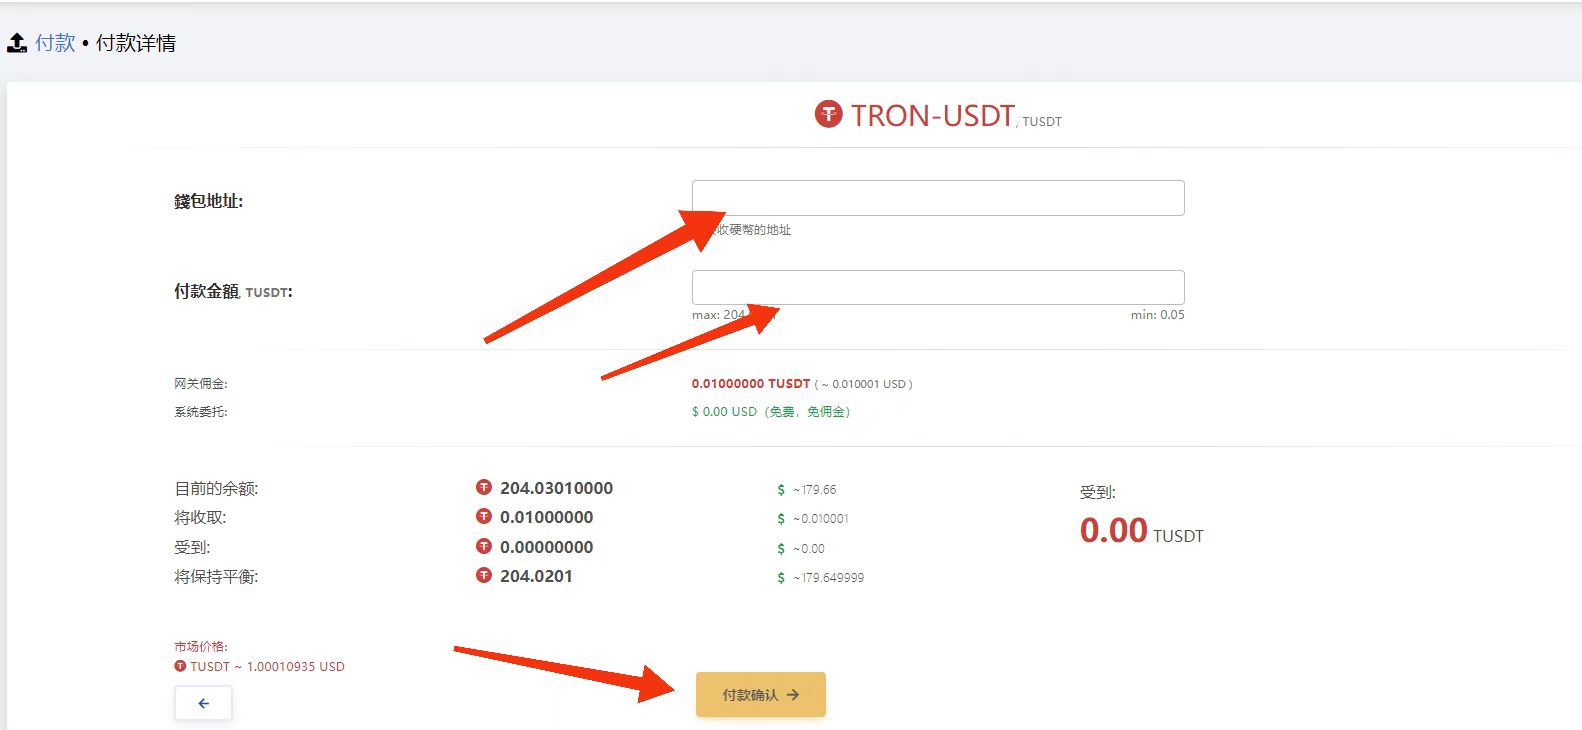 付款 • 付款详情
TRON-USDT, TUSDT
錢包地址:
收硬幣的地址
付款金額, TUSDT:
max: 204
min: 0.05
网关佣金:
0.01000000 TUSDT ( ~ 0.010001 USD )
系统委托:
$ 0.00 USD（免费，免佣金）
目前的余额: 204.03010000 $ ~179.66
将收取: 0.01000000 $ ~0.010001
受到: 0.00000000 $ ~0.00
将保持平衡: 204.0201 $ ~179.649999
受到:
0.00 TUSDT
市场价格:
TUSDT ~ 1.00010935 USD
付款确认